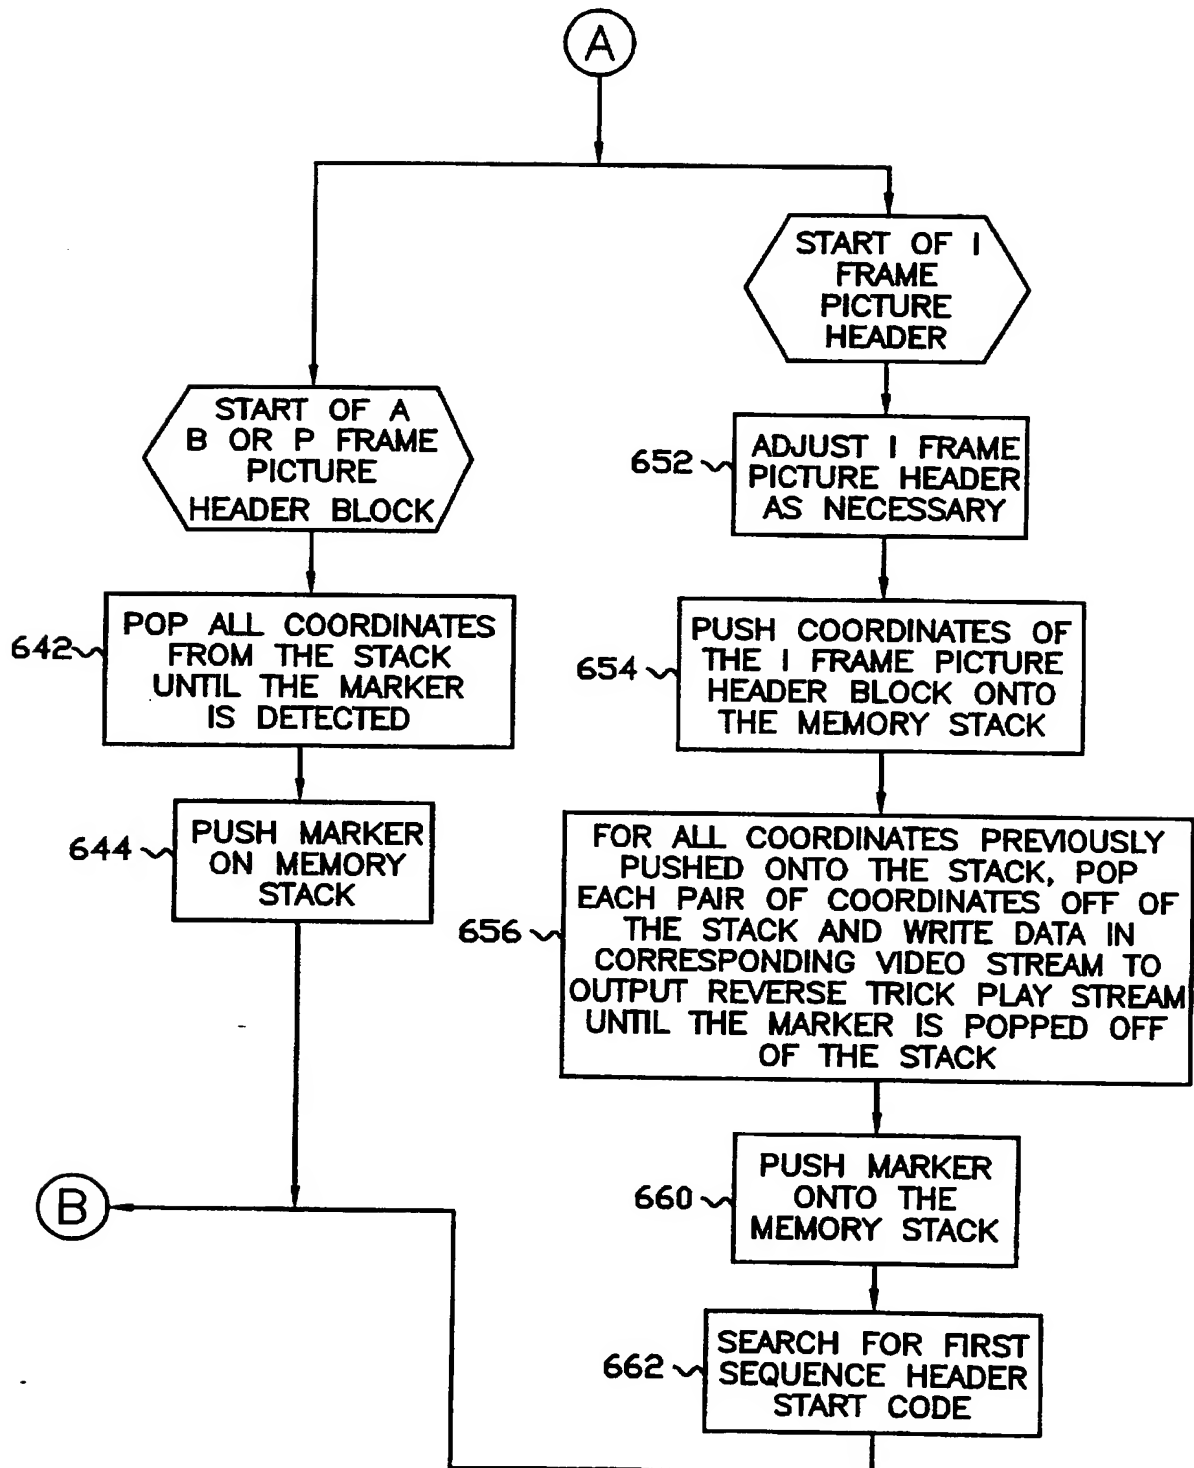 A
START OF I
FRAME
PICTURE
HEADER
START OF A
B OR P FRAME
PICTURE
HEADER BLOCK
652
ADJUST I FRAME
PICTURE HEADER
AS NECESSARY
642
POP ALL COORDINATES
FROM THE STACK
UNTIL THE MARKER
IS DETECTED
654
PUSH COORDINATES OF
THE I FRAME PICTURE
HEADER BLOCK ONTO
THE MEMORY STACK
644
PUSH MARKER
ON MEMORY
STACK
656
FOR ALL COORDINATES PREVIOUSLY
PUSHED ONTO THE STACK, POP
EACH PAIR OF COORDINATES OFF OF
THE STACK AND WRITE DATA IN
CORRESPONDING VIDEO STREAM TO
OUTPUT REVERSE TRICK PLAY STREAM
UNTIL THE MARKER IS POPPED OFF
OF THE STACK
B
660
PUSH MARKER
ONTO THE
MEMORY STACK
662
SEARCH FOR FIRST
SEQUENCE HEADER
START CODE